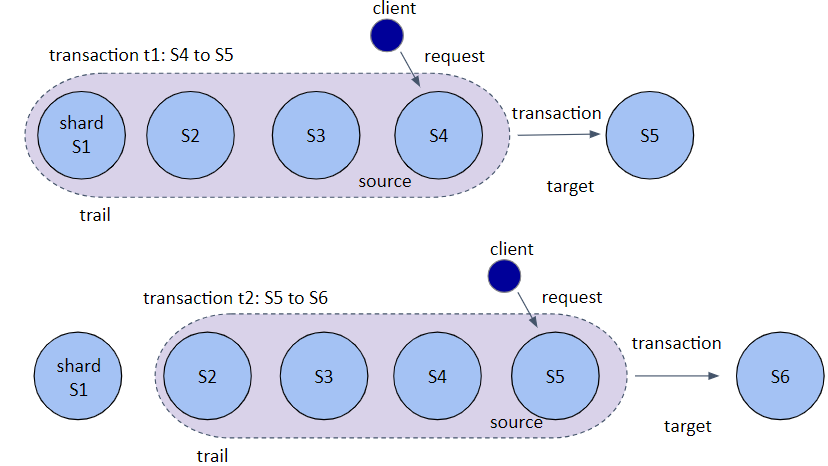 client
transaction t1: S4 to S5
request
shard
S1
S2
S3
S4
transaction
S5
source
target
trail
client
transaction t2: S5 to S6
request
shard
S1
S2
S3
S4
S5
transaction
S6
source
target
trail